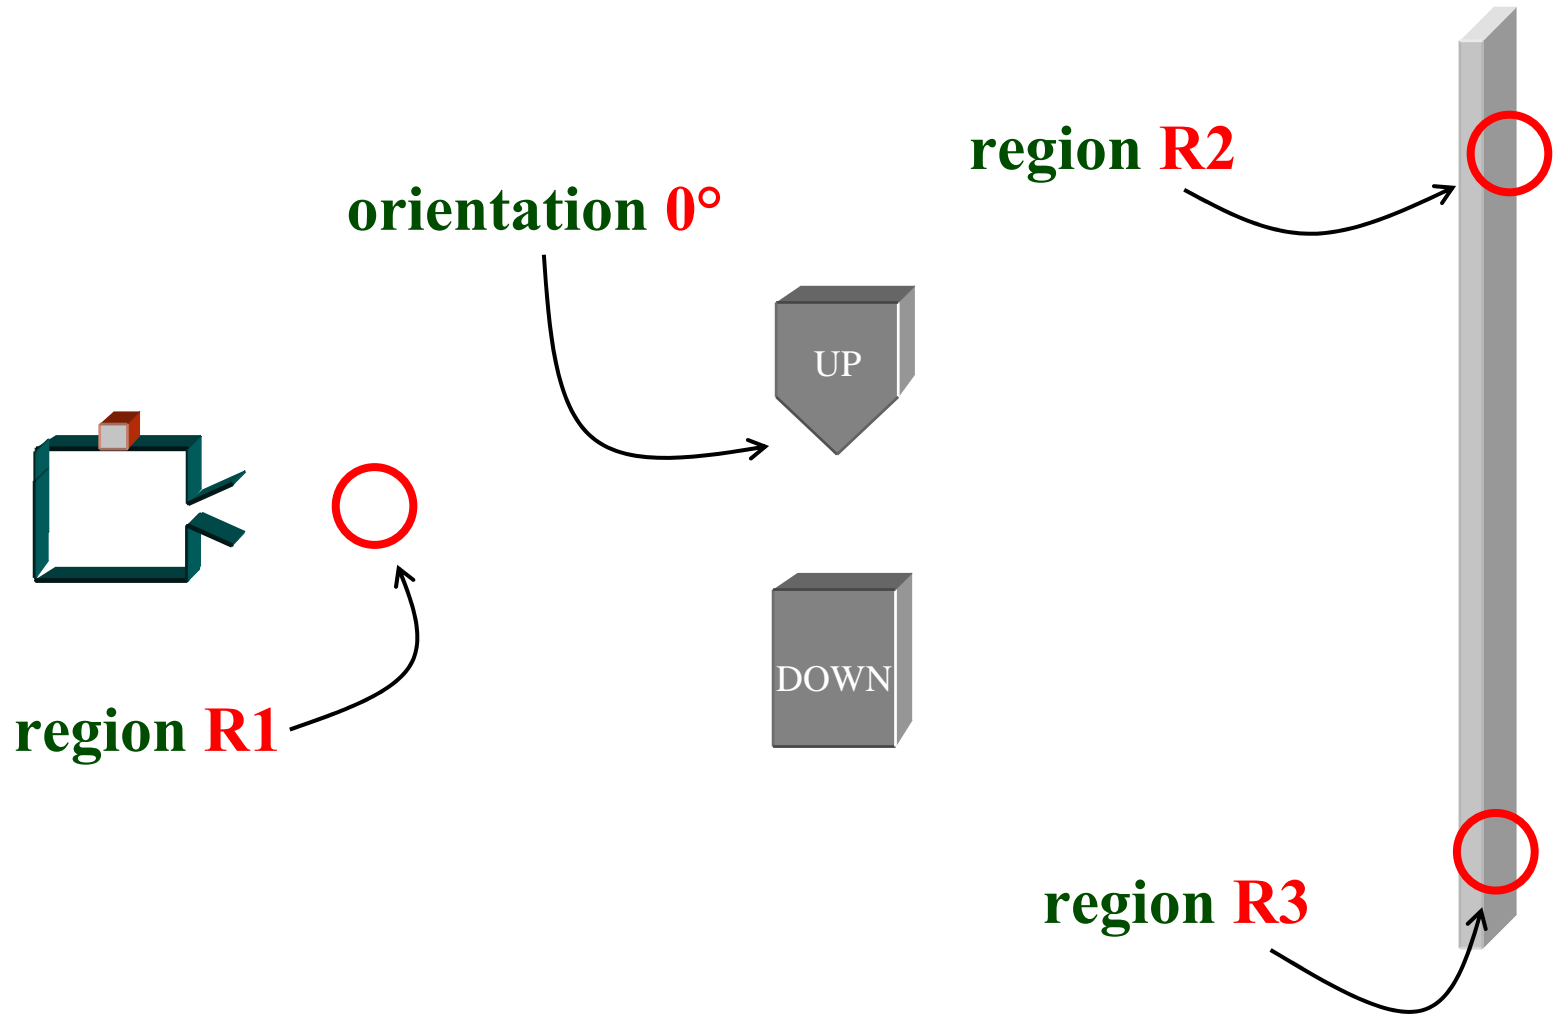 region R2
orientation 0°
UP
DOWN
region R1
region R3